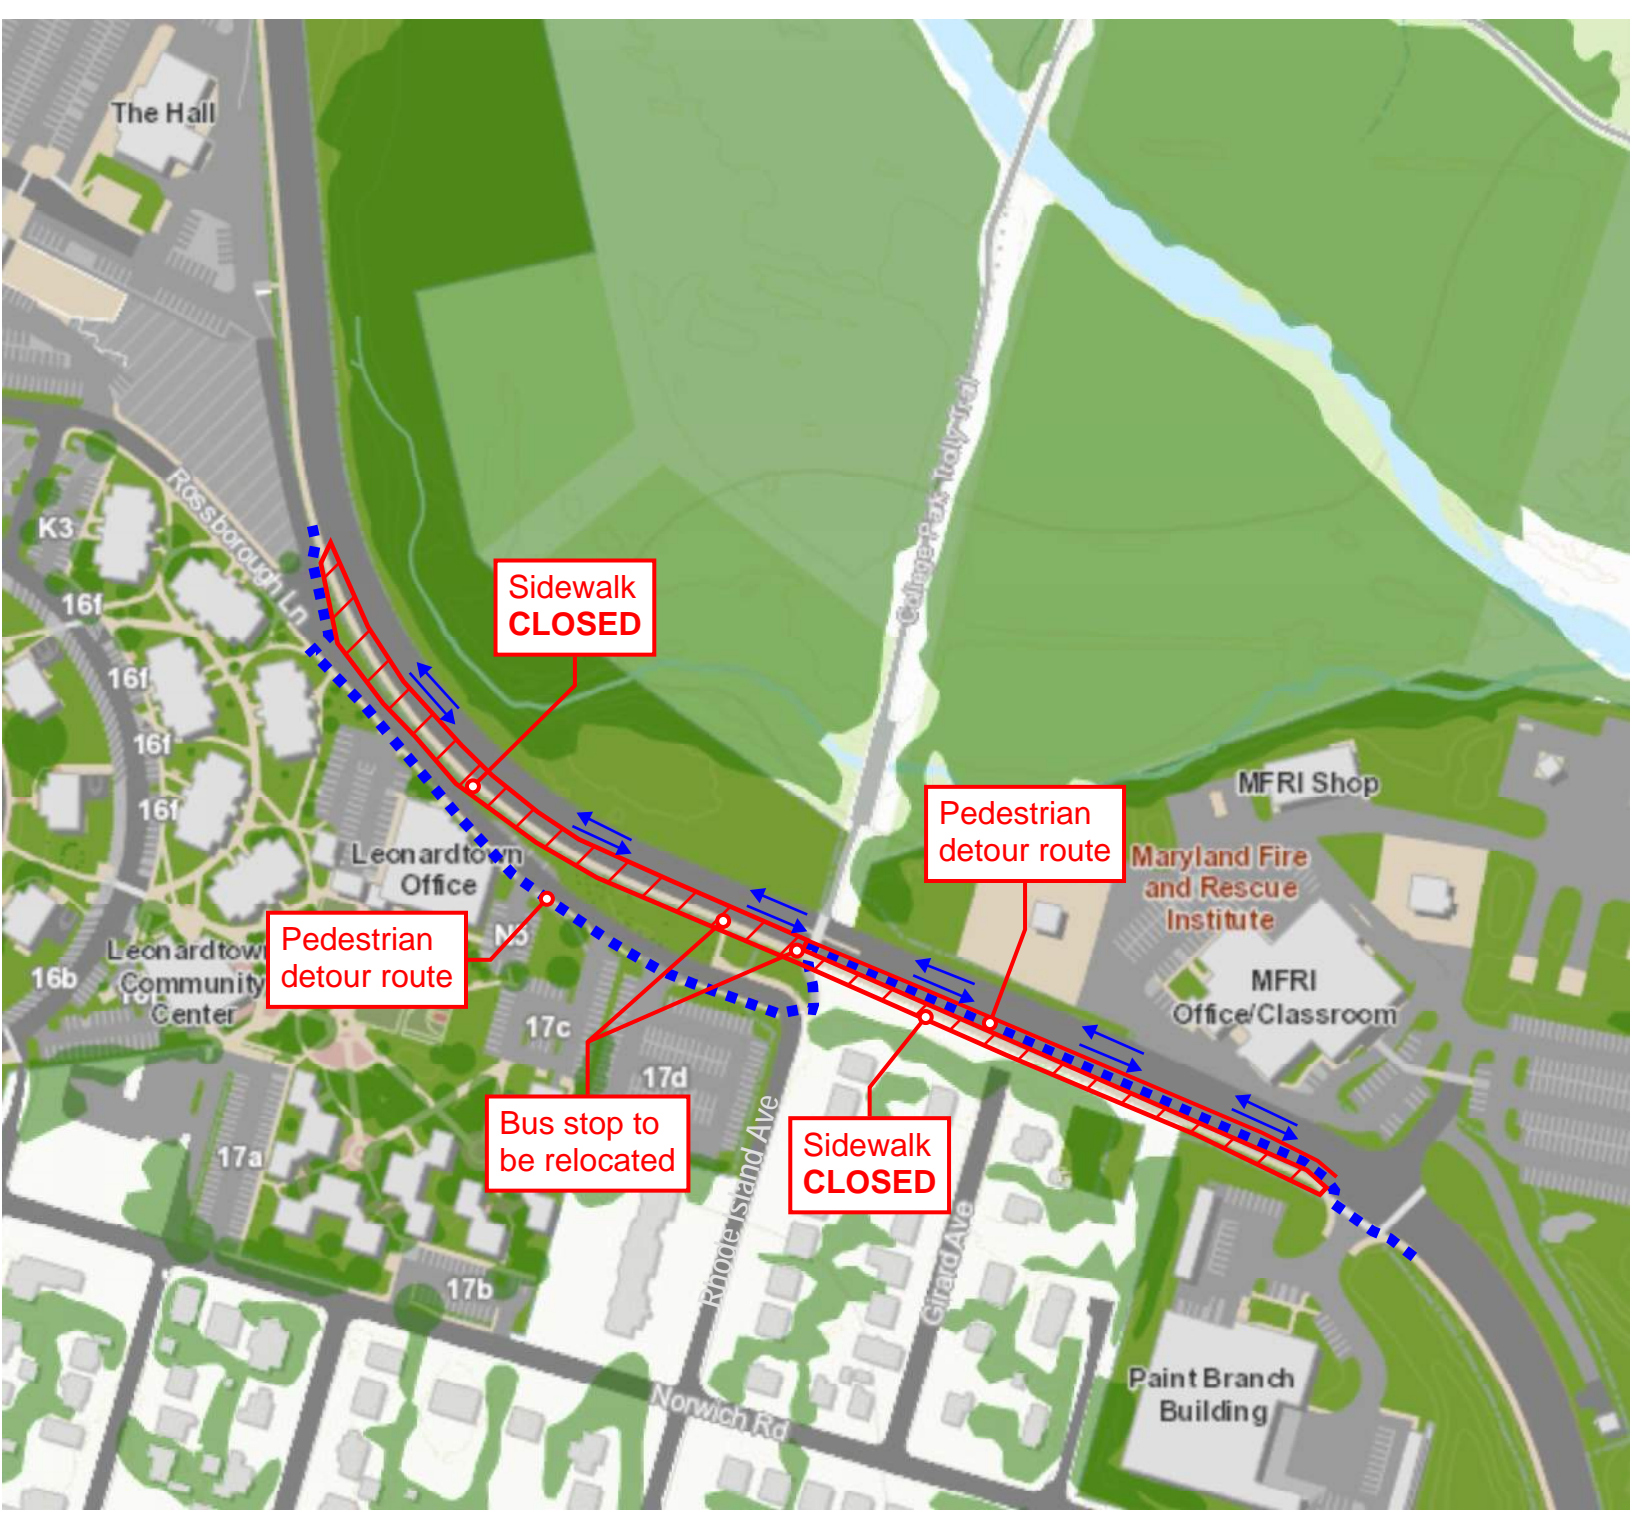 The Hall
College Park Trolly Trail
Rossborough Ln
K3
16f
16f
16f
16f
Sidewalk
CLOSED
MFRI Shop
Pedestrian
detour route
Maryland Fire
and Rescue
Institute
Leonardtown
Office
Pedestrian
detour route
N5
Leonardtown
Community
Center
16b
MFRI
Office/Classroom
17c
17d
Bus stop to
be relocated
Sidewalk
CLOSED
17a
Rhode Island Ave
Girard Ave
17b
Norwich Rd
Paint Branch
Building